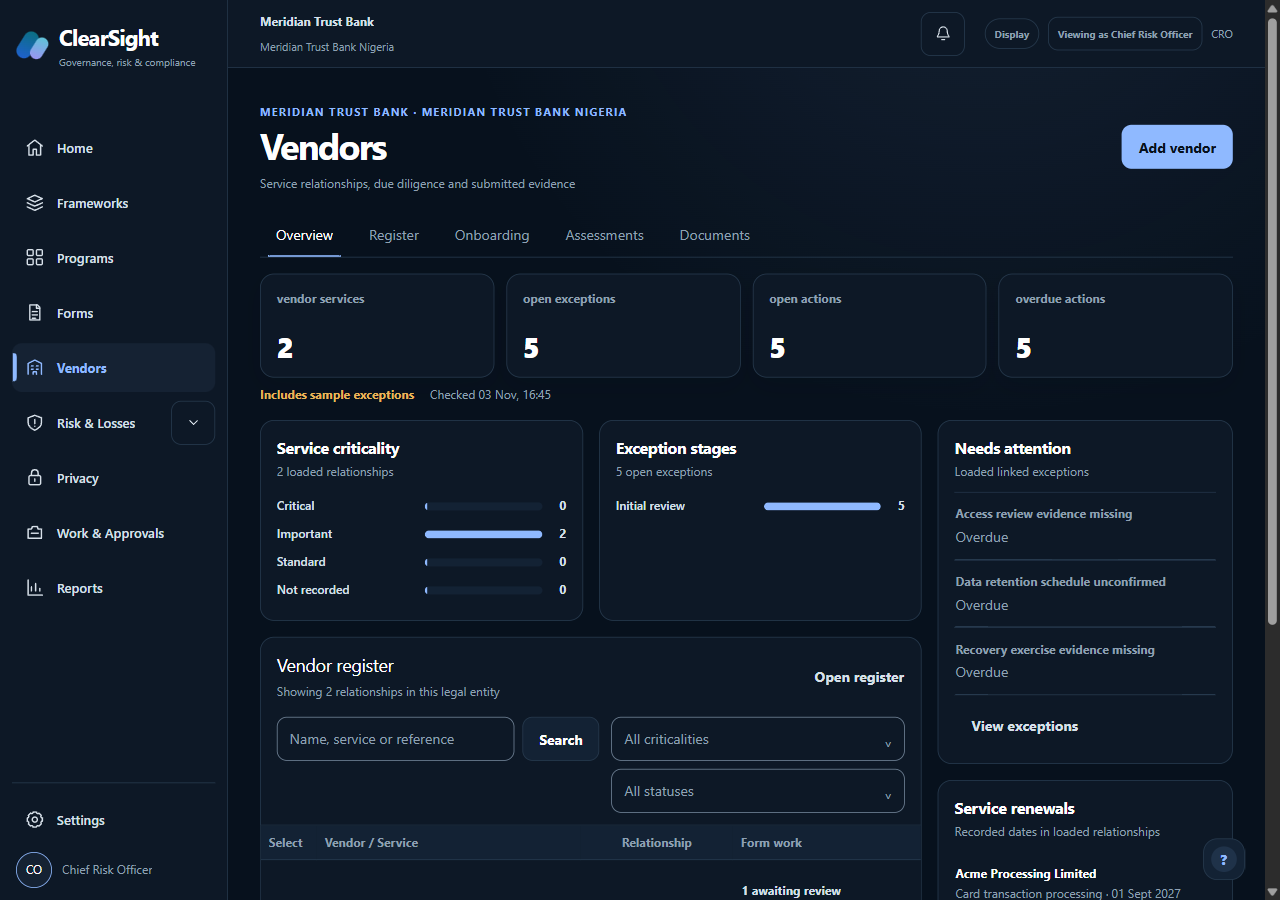 ClearSight
Governance, risk & compliance
Meridian Trust Bank
Meridian Trust Bank Nigeria
Display
Viewing as Chief Risk Officer
CRO
Home
Frameworks
Programs
Forms
Vendors
Risk & Losses
Privacy
Work & Approvals
Reports
Settings
CO
Chief Risk Officer
MERIDIAN TRUST BANK · MERIDIAN TRUST BANK NIGERIA
Vendors
Service relationships, due diligence and submitted evidence
Add vendor
Overview
Register
Onboarding
Assessments
Documents
vendor services
2
open exceptions
5
open actions
5
overdue actions
5
Includes sample exceptions
Checked 03 Nov, 16:45
Service criticality
2 loaded relationships
Critical 0
Important 2
Standard 0
Not recorded 0
Exception stages
5 open exceptions
Initial review 5
Needs attention
Loaded linked exceptions
Access review evidence missing
Overdue
Data retention schedule unconfirmed
Overdue
Recovery exercise evidence missing
Overdue
View exceptions
Vendor register
Showing 2 relationships in this legal entity
Open register
Name, service or reference
Search
All criticalities
All statuses
Select
Vendor / Service
Relationship
Form work
1 awaiting review
Service renewals
Recorded dates in loaded relationships
Acme Processing Limited
Card transaction processing · 01 Sept 2027
?